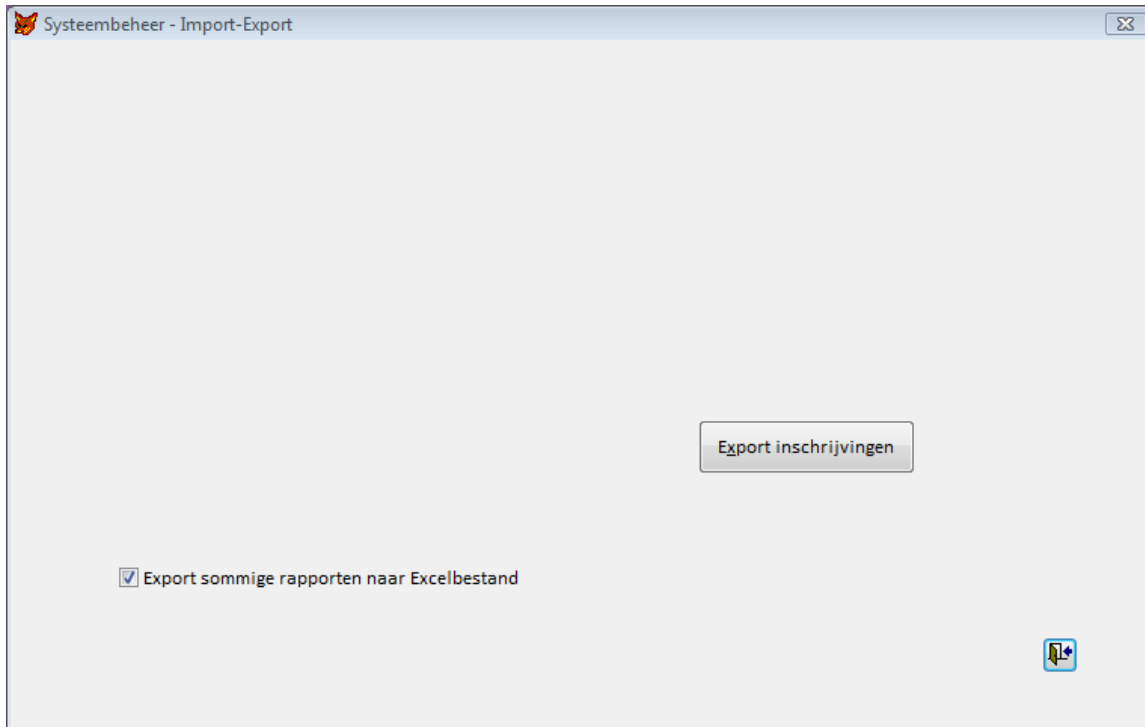 Systeembeheer - Import-Export
Export inschrijvingen
Export sommige rapporten naar Excelbestand